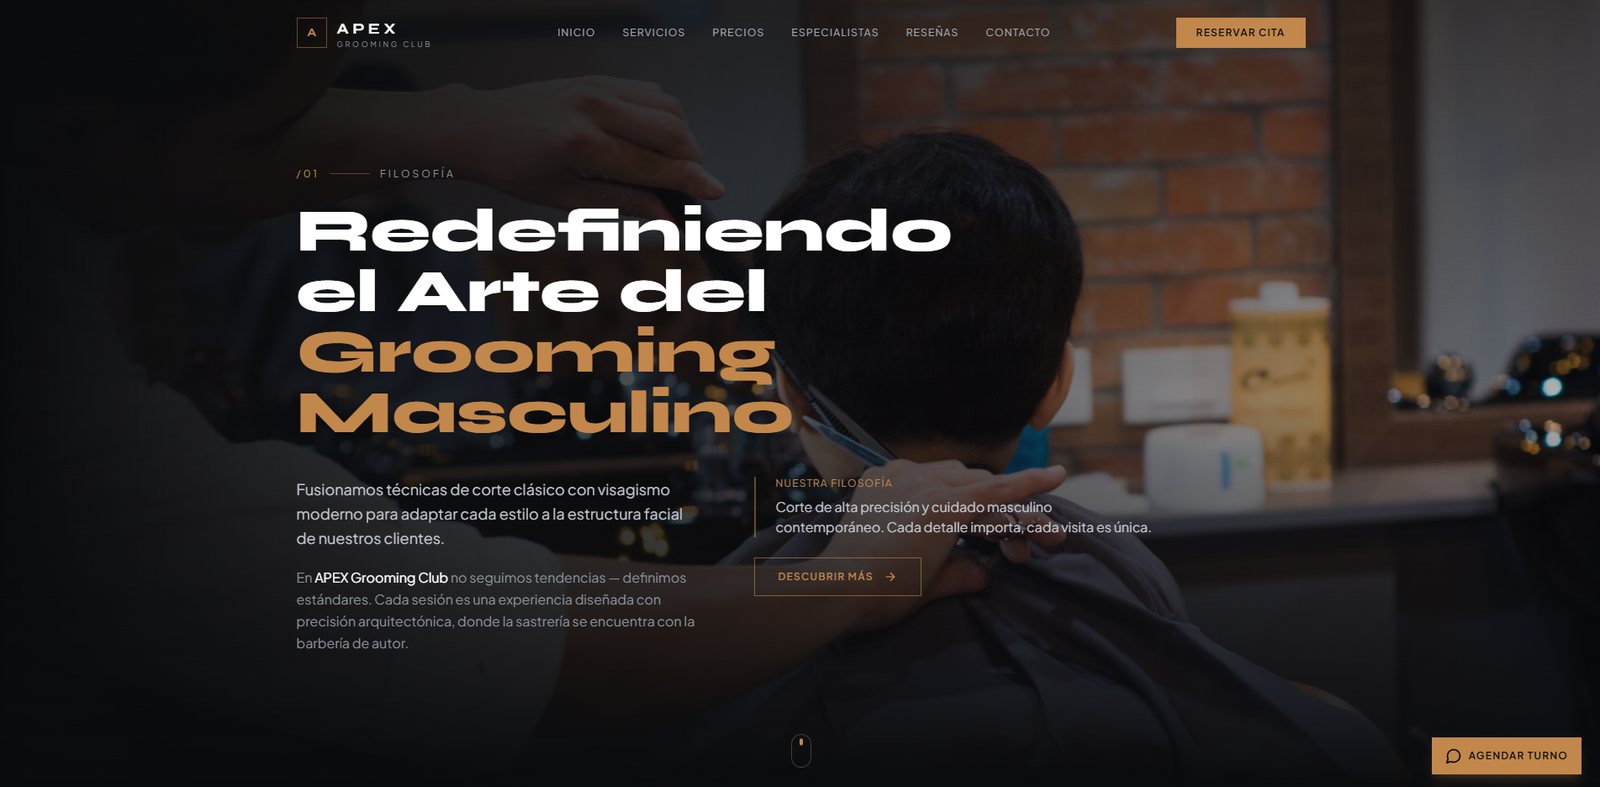 A
APEX
GROOMING CLUB
INICIO
SERVICIOS
PRECIOS
ESPECIALISTAS
RESEÑAS
CONTACTO
RESERVAR CITA
/01
FILOSOFÍA
Redefiniendo
el Arte del
Grooming
Masculino
Fusionamos técnicas de corte clásico con visagismo
moderno para adaptar cada estilo a la estructura facial
de nuestros clientes.
En APEX Grooming Club no seguimos tendencias — definimos
estándares. Cada sesión es una experiencia diseñada con
precisión arquitectónica, donde la sastrería se encuentra con la
barbería de autor.
NUESTRA FILOSOFÍA
Corte de alta precisión y cuidado masculino
contemporáneo. Cada detalle importa, cada visita es única.
DESCUBRIR MÁS
AGENDAR TURNO